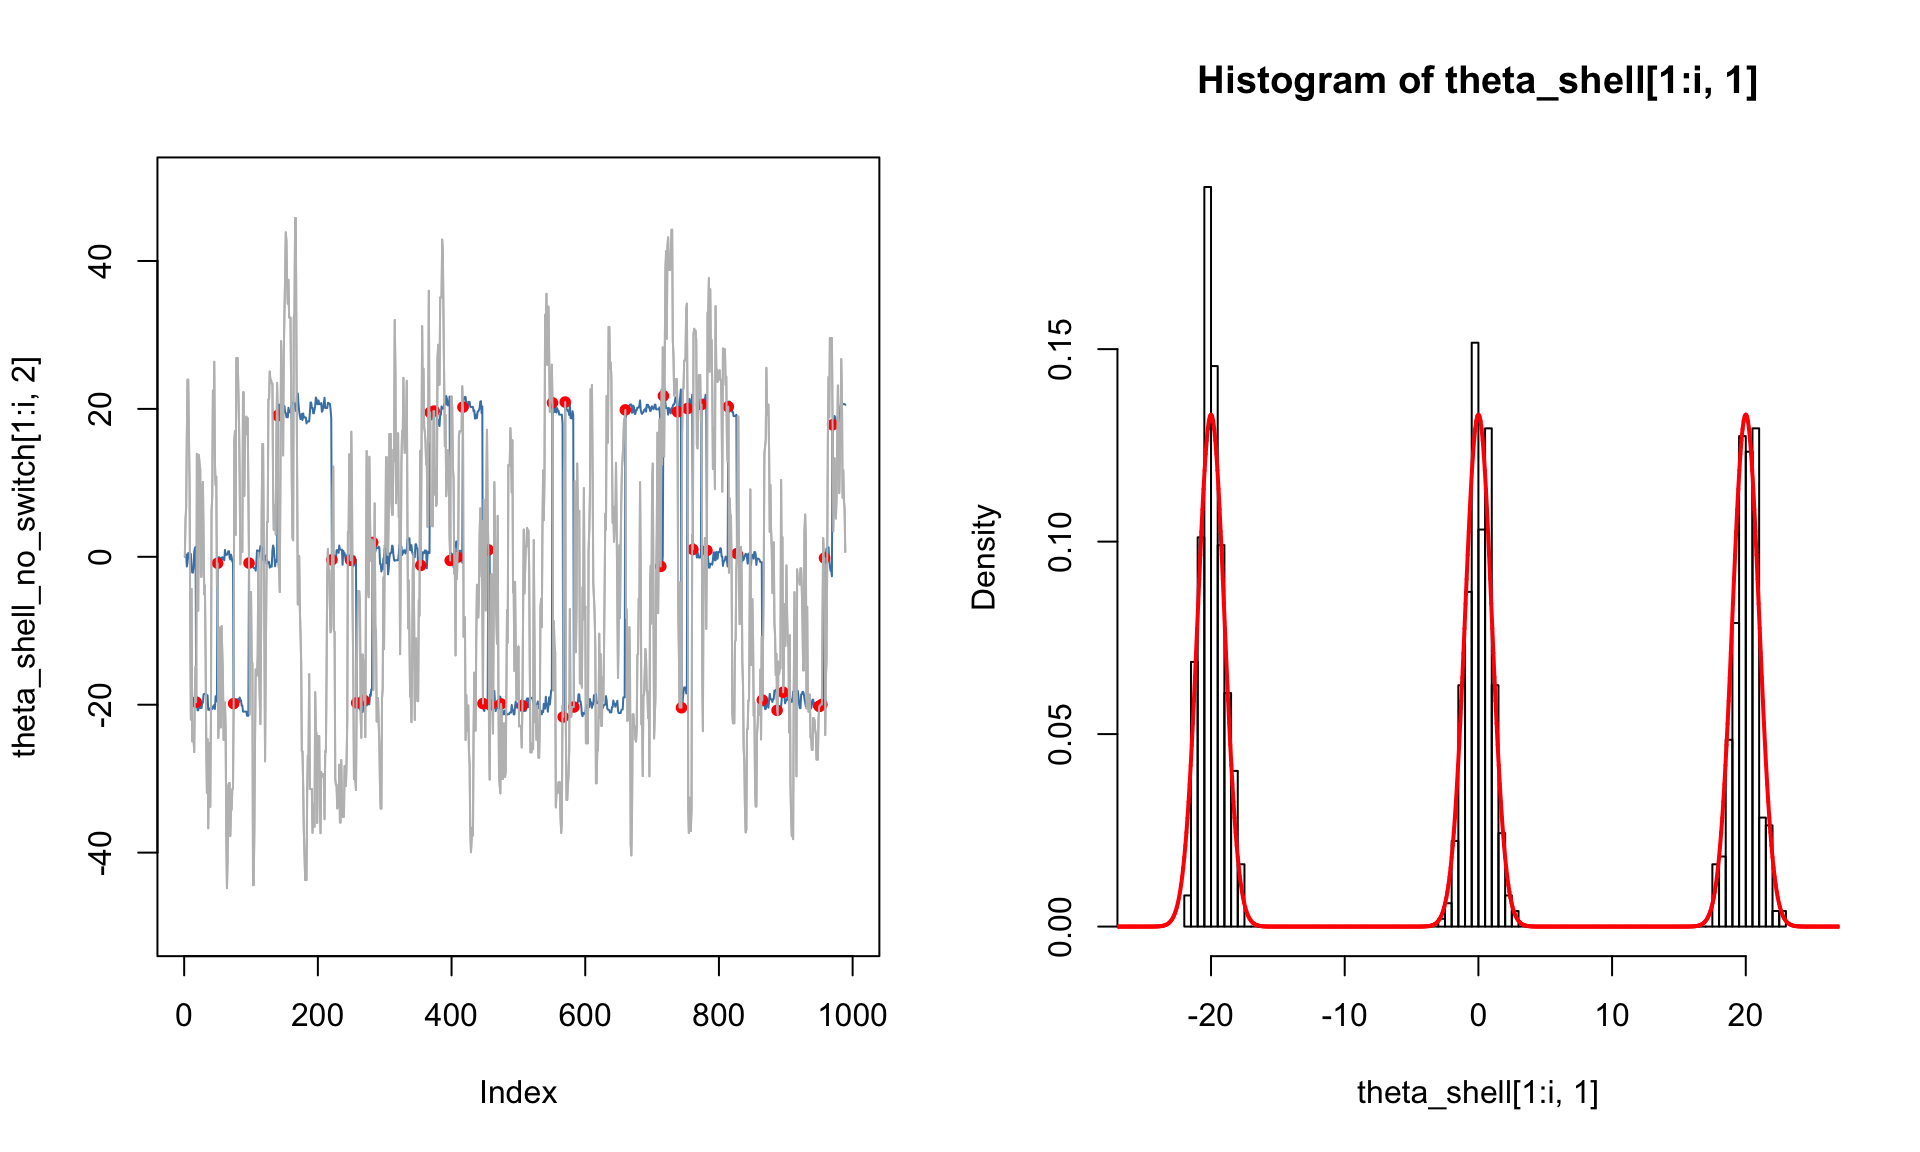 theta_shell_no_switch[1:i, 2]
40
20
0
-20
-40
0 200 400 600 800 1000
Index
Histogram of theta_shell[1:i, 1]
Density
0.15
0.10
0.05
0.00
-20 -10 0 10 20
theta_shell[1:i, 1]